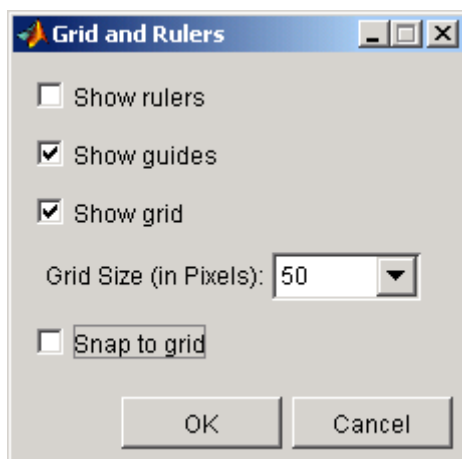 Grid and Rulers
Show rulers
Show guides
Show grid
Grid Size (in Pixels): 50
Snap to grid
OK Cancel